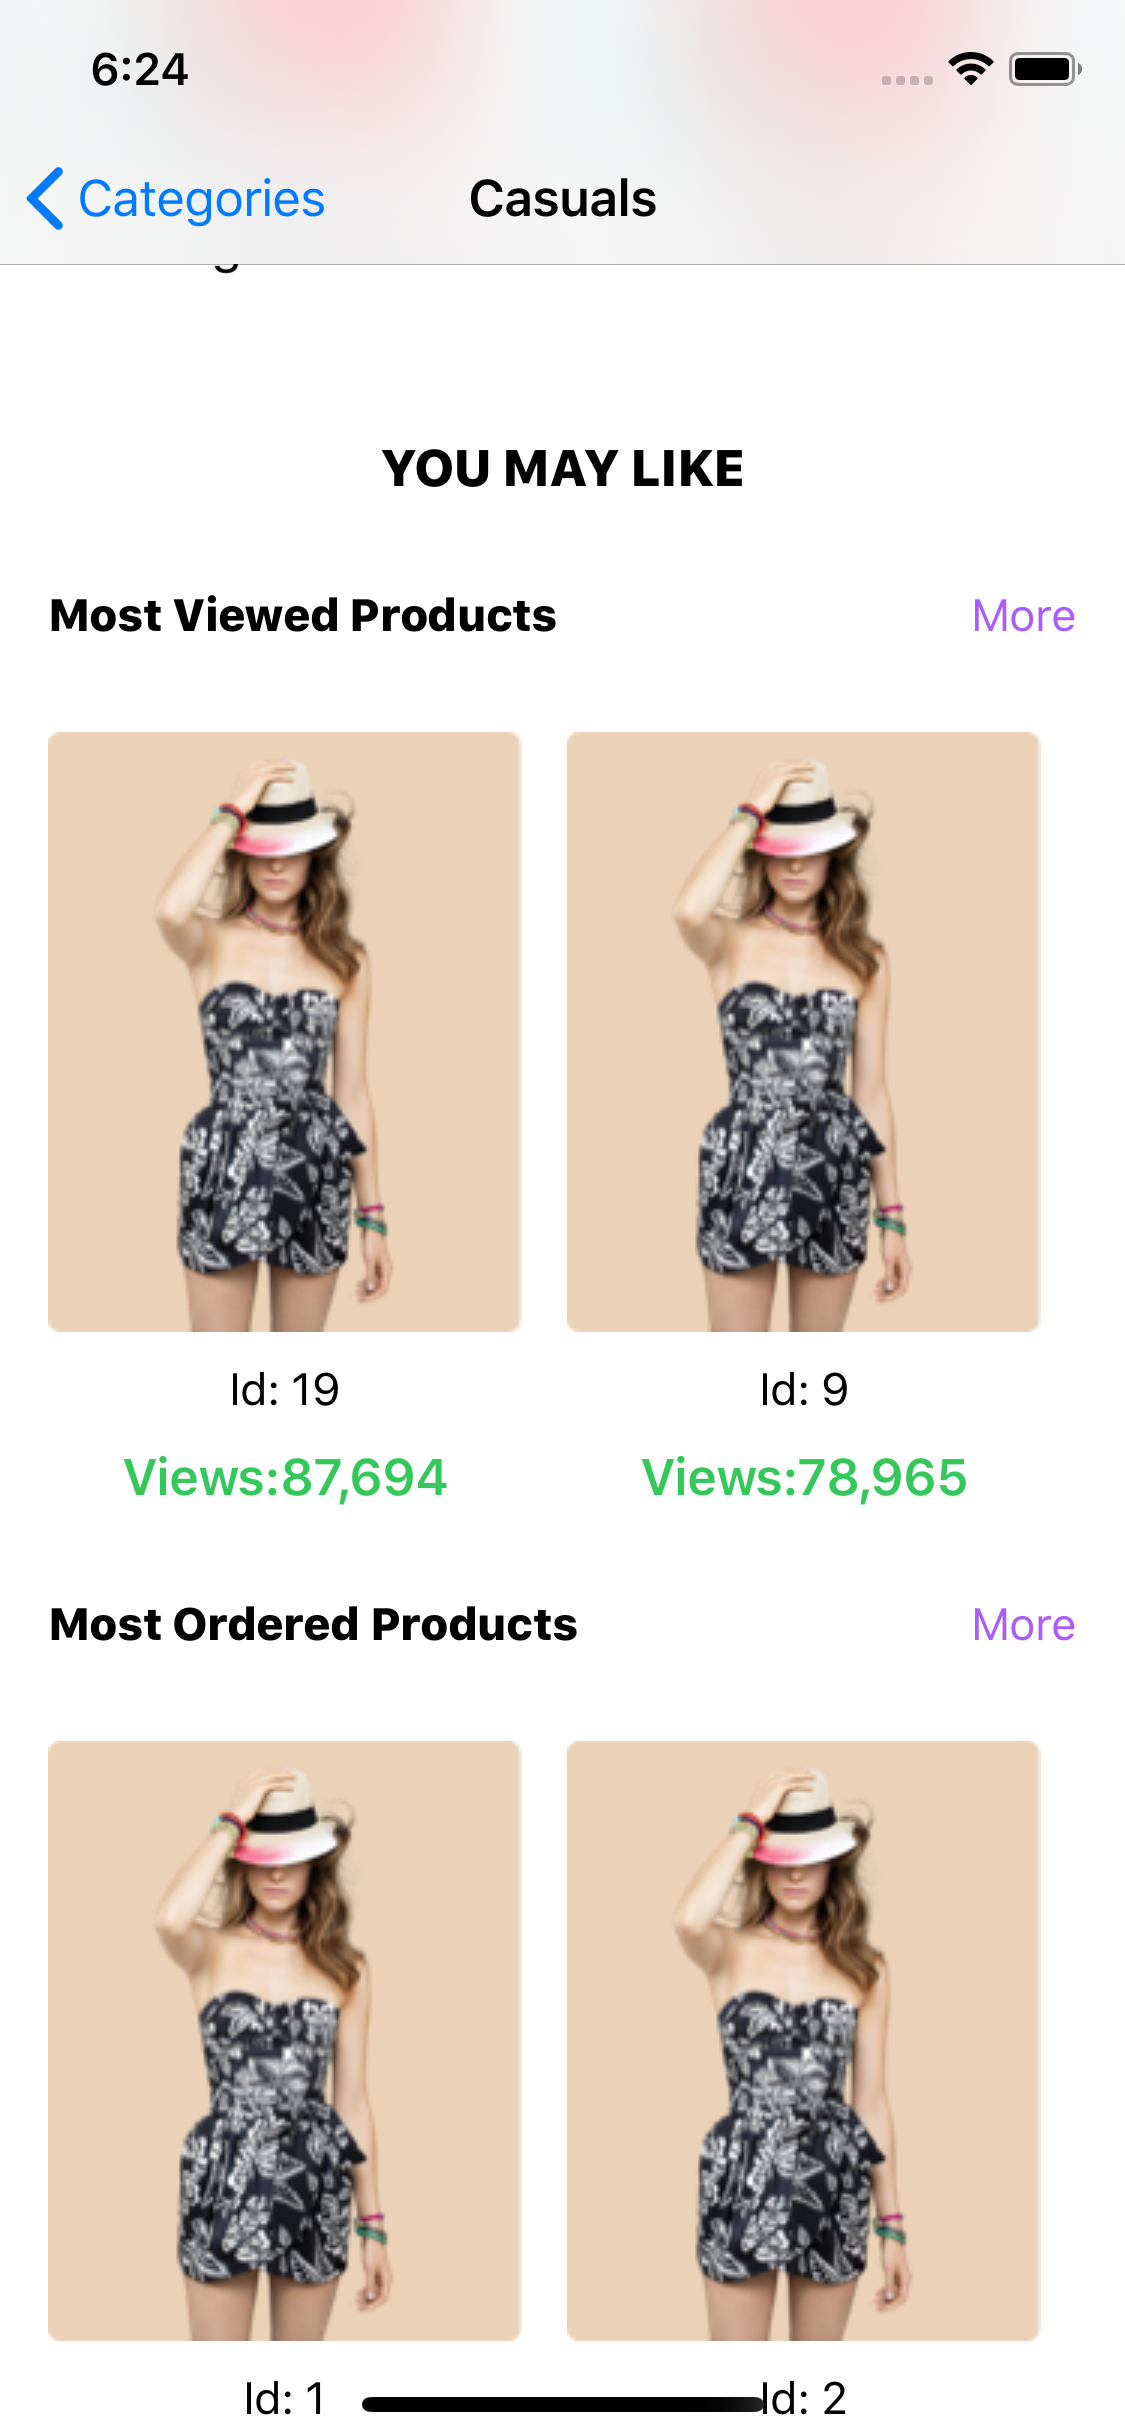 6:24
Categories
Casuals
YOU MAY LIKE
Most Viewed Products
More
Id: 19
Id: 9
Views:87,694
Views:78,965
Most Ordered Products
More
Id: 1
Id: 2